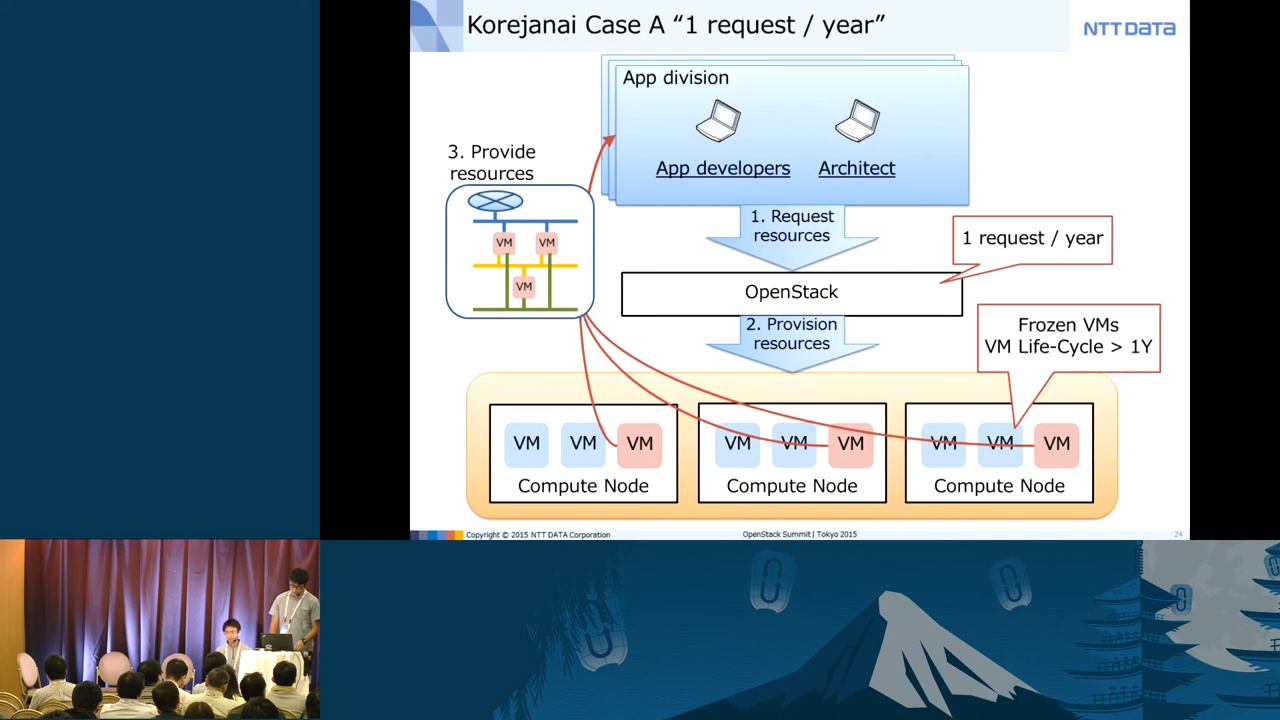 Korejanai Case A “1 request / year”
NTT DATA
App division
App developers
Architect
3. Provide
resources
VM
VM
VM
1. Request
resources
1 request / year
OpenStack
2. Provision
resources
Frozen VMs
VM Life-Cycle > 1Y
VM
VM
VM
Compute Node
VM
VM
VM
Compute Node
VM
VM
VM
Compute Node
Copyright © 2015 NTT DATA Corporation
OpenStack Summit | Tokyo 2015
24